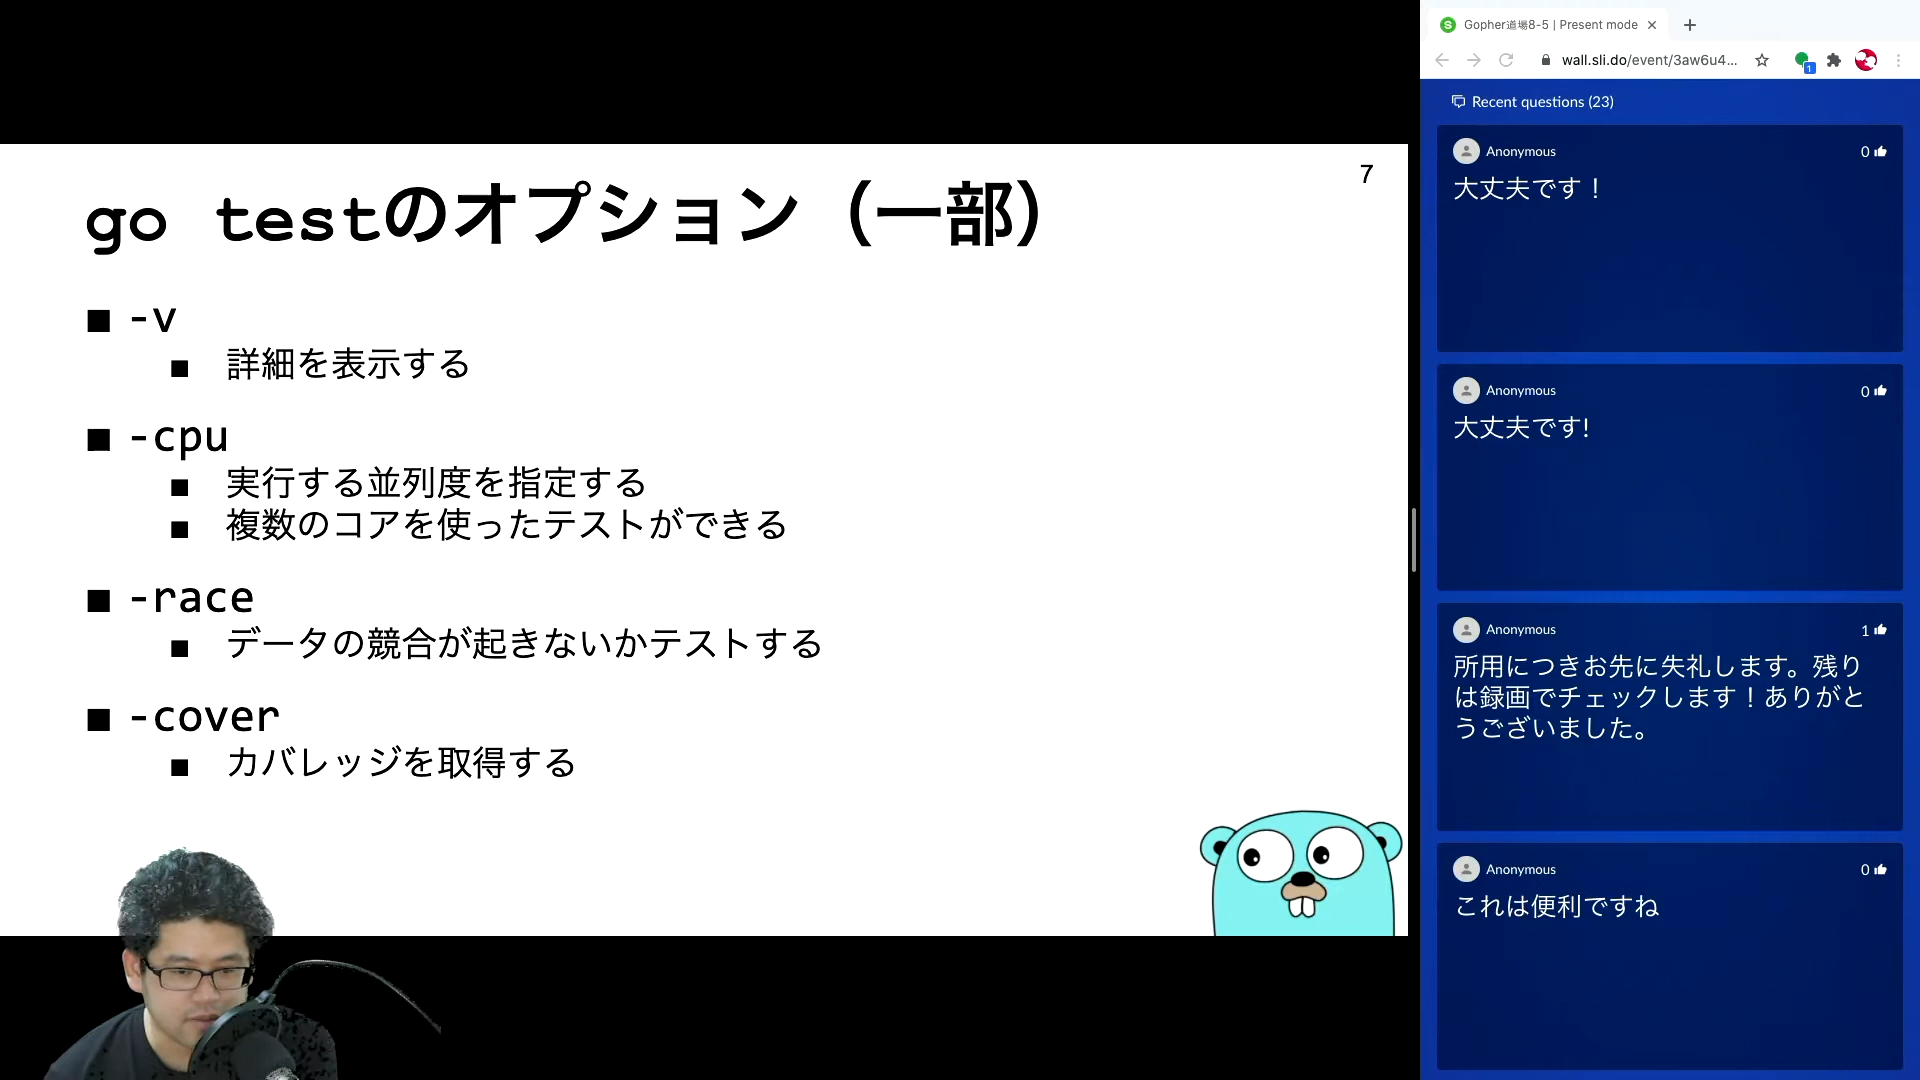 7
go testのオプション（一部）
■ -v
■ 詳細を表示する
■ -cpu
■ 実行する並列度を指定する
■ 複数のコアを使ったテストができる
■ -race
■ データの競合が起きないかテストする
■ -cover
■ カバレッジを取得する
Gopher道場8-5 | Present mode
wall.sli.do/event/3aw6u4...
1
Recent questions (23)
Anonymous 0
大丈夫です！
Anonymous 0
大丈夫です!
Anonymous 1
所用につきお先に失礼します。残り
は録画でチェックします！ありがと
うございました。
Anonymous 0
これは便利ですね